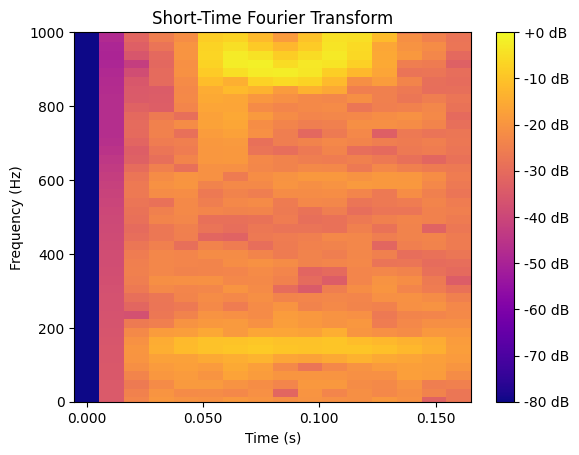 Short-Time Fourier Transform
1000
800
600
400
200
0
Frequency (Hz)
0.000
0.050
0.100
0.150
Time (s)
+0 dB
-10 dB
-20 dB
-30 dB
-40 dB
-50 dB
-60 dB
-70 dB
-80 dB